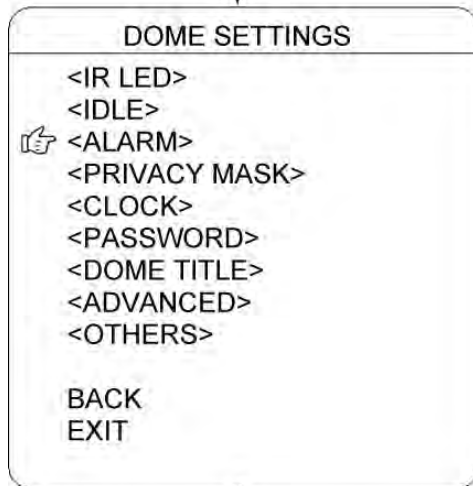 DOME SETTINGS
<IR LED>
<IDLE>
<ALARM>
<PRIVACY MASK>
<CLOCK>
<PASSWORD>
<DOME TITLE>
<ADVANCED>
<OTHERS>
BACK
EXIT